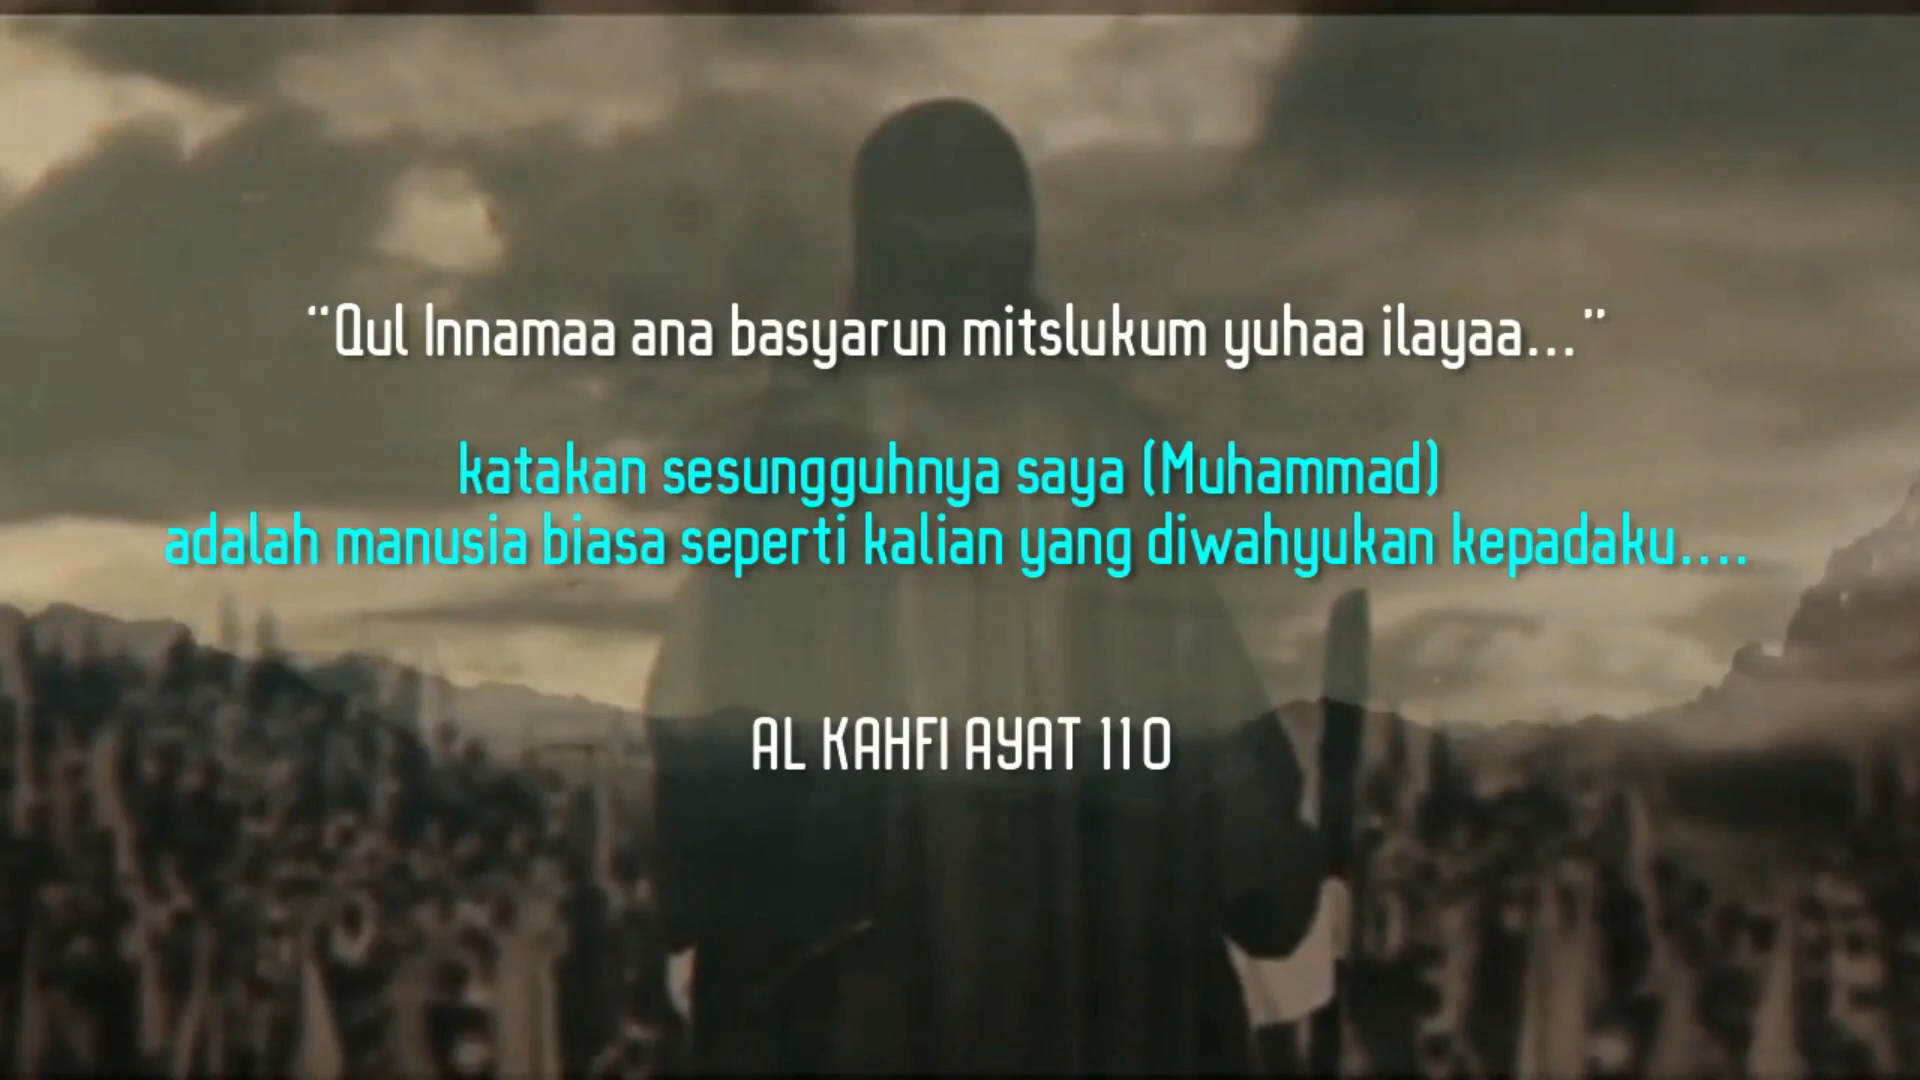 "Qul Innamaa ana basyarun mitslukum yuhaa ilayaa..."
katakan sesungguhnya saya (Muhammad)
adalah manusia biasa seperti kalian yang diwahyukan kepadaku....
AL KAHFI AYAT 110